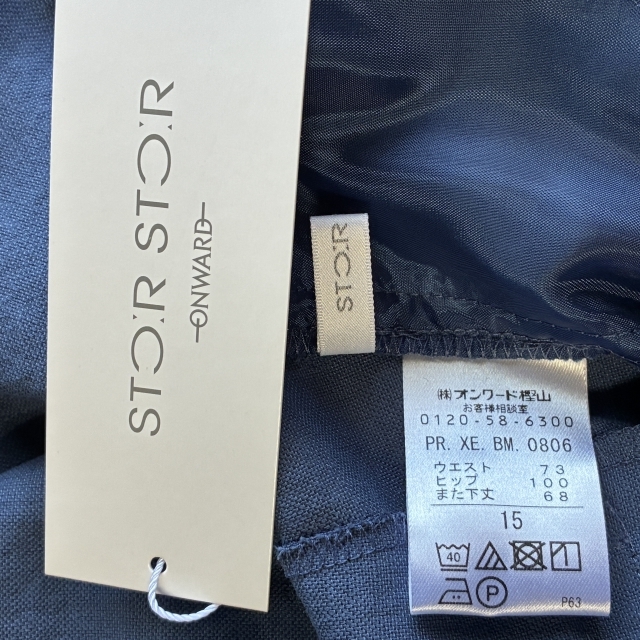 STORSTOR
ONWARD
STOR
㈱オンワード樫山
お客様相談室
0120-58-6300
PR. XE. BM. 0806
ウエスト 73
ヒップ 100
また下丈 68
15
40
P
P63